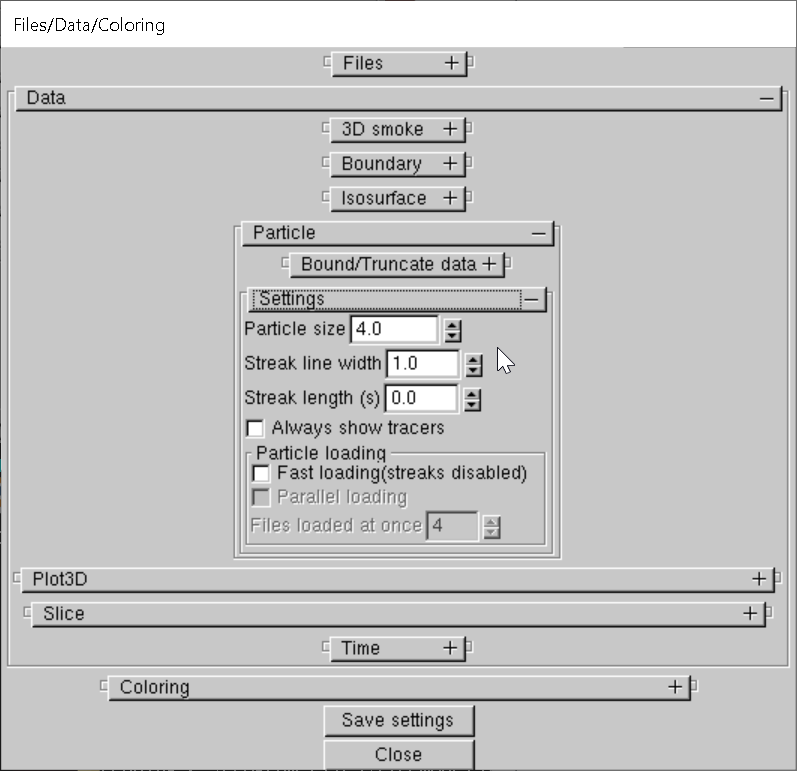 Files/Data/Coloring
Files +
Data −
3D smoke +
Boundary +
Isosurface +
Particle −
Bound/Truncate data +
Settings −
Particle size 4.0
Streak line width 1.0
Streak length (s) 0.0
Always show tracers
Particle loading
Fast loading(streaks disabled)
Parallel loading
Files loaded at once 4
Plot3D +
Slice +
Time +
Coloring +
Save settings
Close